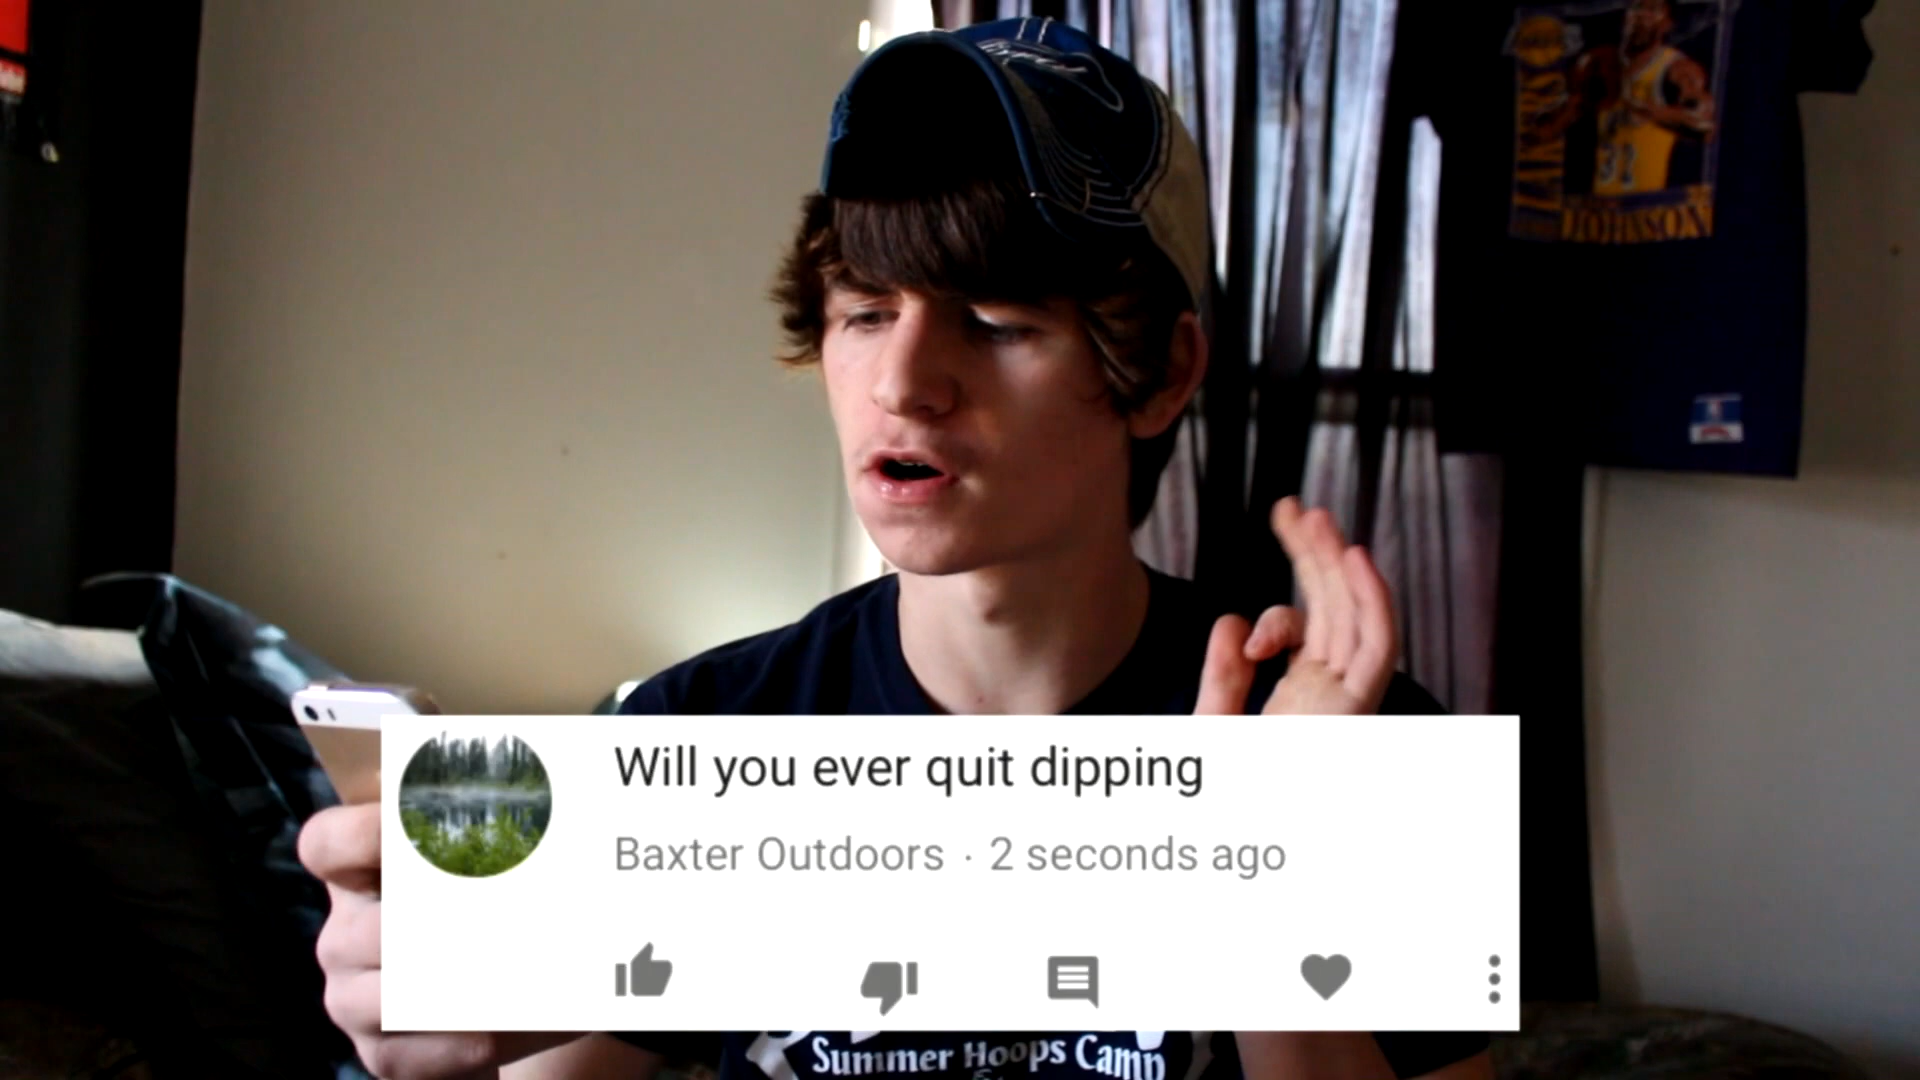 LAKERS
32
JOHNSON
Will you ever quit dipping
Baxter Outdoors · 2 seconds ago
Summer Hoops Camp